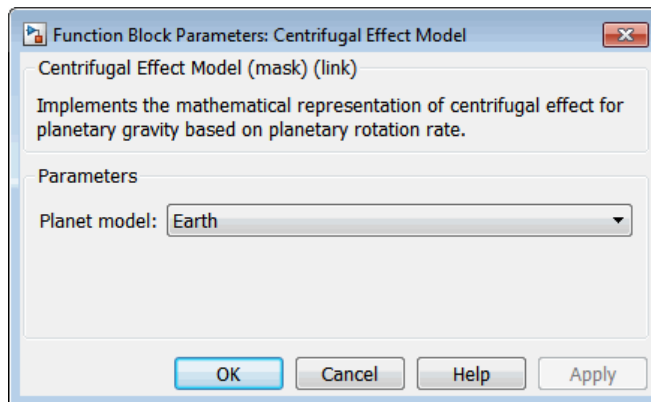 Function Block Parameters: Centrifugal Effect Model
Centrifugal Effect Model (mask) (link)
Implements the mathematical representation of centrifugal effect for
planetary gravity based on planetary rotation rate.
Parameters
Planet model: Earth
OK Cancel Help Apply